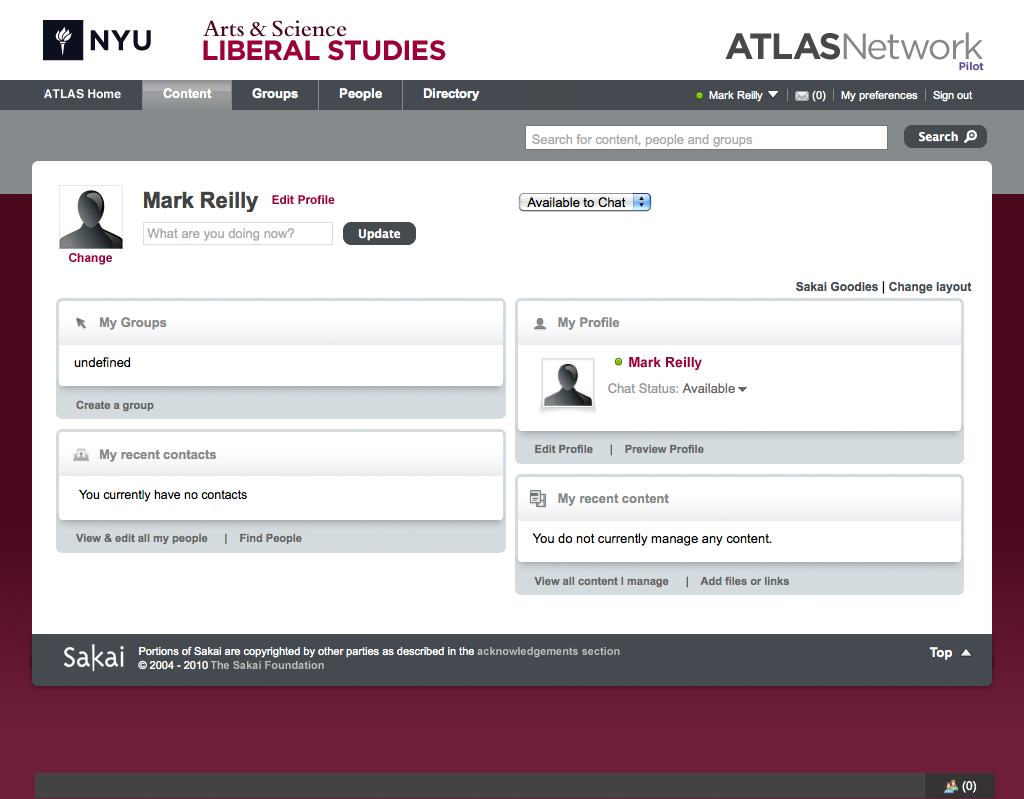 NYU
Arts & Science
LIBERAL STUDIES
ATLASNetwork
Pilot
ATLAS Home Content Groups People Directory Mark Reilly (0) My preferences Sign out
Search for content, people and groups Search
Mark Reilly Edit Profile Available to Chat
What are you doing now? Update
Change
Sakai Goodies | Change layout
My Groups
undefined
Create a group
My recent contacts
You currently have no contacts
View & edit all my people | Find People
My Profile
Mark Reilly
Chat Status: Available
Edit Profile | Preview Profile
My recent content
You do not currently manage any content.
View all content I manage | Add files or links
Sakai
Portions of Sakai are copyrighted by other parties as described in the acknowledgements section
© 2004 - 2010 The Sakai Foundation
Top
(0)